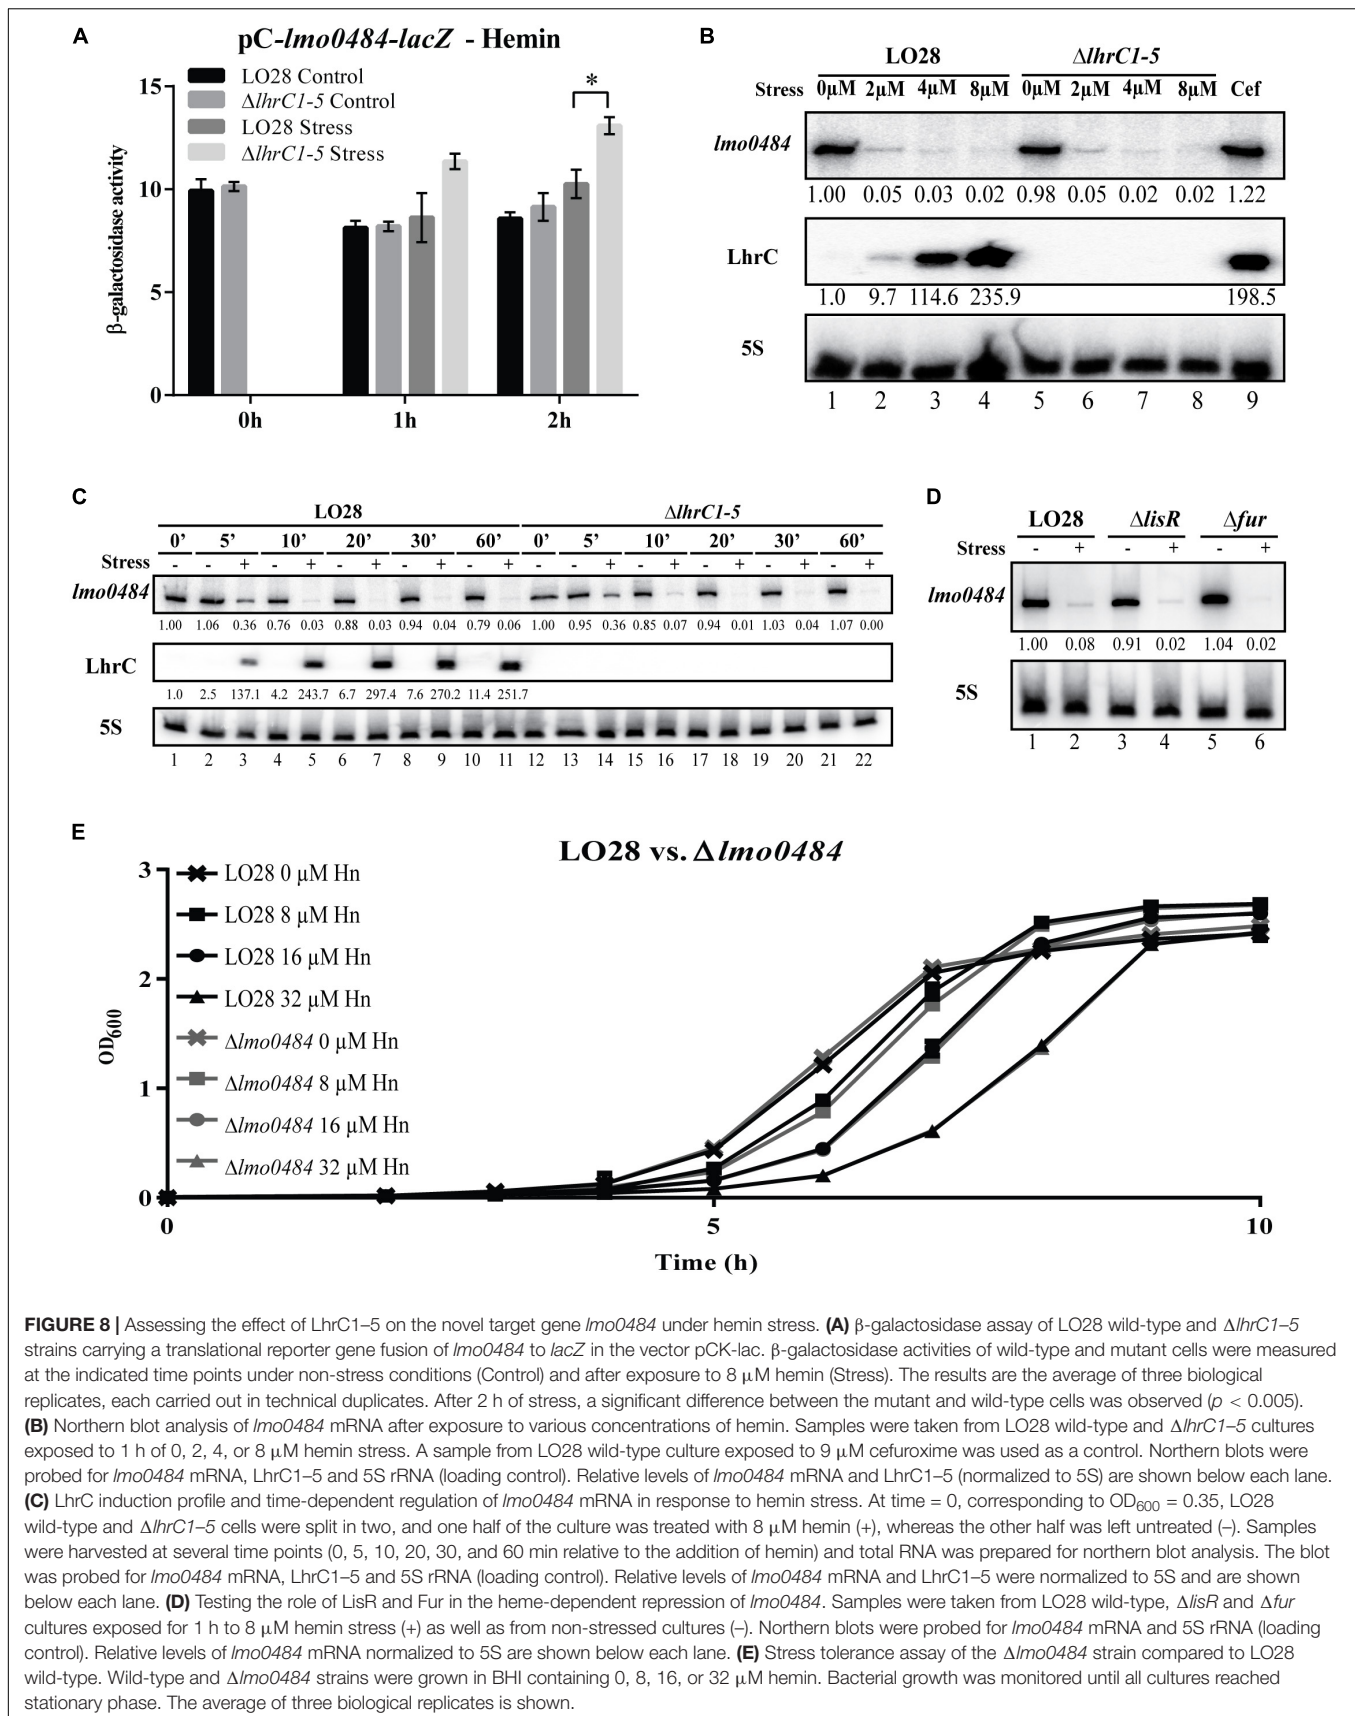 A
pC-lmo0484-lacZ - Hemin
LO28 Control
ΔlhrC1-5 Control
LO28 Stress
ΔlhrC1-5 Stress
*
β-galactosidase activity
15
10
5
0
0h 1h 2h
B
LO28 ΔlhrC1-5
Stress 0µM 2µM 4µM 8µM 0µM 2µM 4µM 8µM Cef
lmo0484
1.00 0.05 0.03 0.02 0.98 0.05 0.02 0.02 1.22
LhrC
1.0 9.7 114.6 235.9 198.5
5S
1 2 3 4 5 6 7 8 9
C
LO28 ΔlhrC1-5
0’ 5’ 10’ 20’ 30’ 60’ 0’ 5’ 10’ 20’ 30’ 60’
Stress - - + - + - + - + - + - - + - + - + - + - +
lmo0484
1.00 1.06 0.36 0.76 0.03 0.88 0.03 0.94 0.04 0.79 0.06 1.00 0.95 0.36 0.85 0.07 0.94 0.01 1.03 0.04 1.07 0.00
LhrC
1.0 2.5 137.1 4.2 243.7 6.7 297.4 7.6 270.2 11.4 251.7
5S
1 2 3 4 5 6 7 8 9 10 11 12 13 14 15 16 17 18 19 20 21 22
D
LO28 ΔlisR Δfur
Stress - + - + - +
lmo0484
1.00 0.08 0.91 0.02 1.04 0.02
5S
1 2 3 4 5 6
E
LO28 vs. Δlmo0484
LO28 0 µM Hn
LO28 8 µM Hn
LO28 16 µM Hn
LO28 32 µM Hn
Δlmo0484 0 µM Hn
Δlmo0484 8 µM Hn
Δlmo0484 16 µM Hn
Δlmo0484 32 µM Hn
OD600
3
2
1
0
0 5 10
Time (h)
FIGURE 8 | Assessing the effect of LhrC1–5 on the novel target gene lmo0484 under hemin stress. (A) β-galactosidase assay of LO28 wild-type and ΔlhrC1–5
strains carrying a translational reporter gene fusion of lmo0484 to lacZ in the vector pCK-lac. β-galactosidase activities of wild-type and mutant cells were measured
at the indicated time points under non-stress conditions (Control) and after exposure to 8 µM hemin (Stress). The results are the average of three biological
replicates, each carried out in technical duplicates. After 2 h of stress, a significant difference between the mutant and wild-type cells was observed (p < 0.005).
(B) Northern blot analysis of lmo0484 mRNA after exposure to various concentrations of hemin. Samples were taken from LO28 wild-type and ΔlhrC1–5 cultures
exposed to 1 h of 0, 2, 4, or 8 µM hemin stress. A sample from LO28 wild-type culture exposed to 9 µM cefuroxime was used as a control. Northern blots were
probed for lmo0484 mRNA, LhrC1–5 and 5S rRNA (loading control). Relative levels of lmo0484 mRNA and LhrC1–5 (normalized to 5S) are shown below each lane.
(C) LhrC induction profile and time-dependent regulation of lmo0484 mRNA in response to hemin stress. At time = 0, corresponding to OD600 = 0.35, LO28
wild-type and ΔlhrC1–5 cells were split in two, and one half of the culture was treated with 8 µM hemin (+), whereas the other half was left untreated (–). Samples
were harvested at several time points (0, 5, 10, 20, 30, and 60 min relative to the addition of hemin) and total RNA was prepared for northern blot analysis. The blot
was probed for lmo0484 mRNA, LhrC1–5 and 5S rRNA (loading control). Relative levels of lmo0484 mRNA and LhrC1–5 were normalized to 5S and are shown
below each lane. (D) Testing the role of LisR and Fur in the heme-dependent repression of lmo0484. Samples were taken from LO28 wild-type, ΔlisR and Δfur
cultures exposed for 1 h to 8 µM hemin stress (+) as well as from non-stressed cultures (–). Northern blots were probed for lmo0484 mRNA and 5S rRNA (loading
control). Relative levels of lmo0484 mRNA normalized to 5S are shown below each lane. (E) Stress tolerance assay of the Δlmo0484 strain compared to LO28
wild-type. Wild-type and Δlmo0484 strains were grown in BHI containing 0, 8, 16, or 32 µM hemin. Bacterial growth was monitored until all cultures reached
stationary phase. The average of three biological replicates is shown.